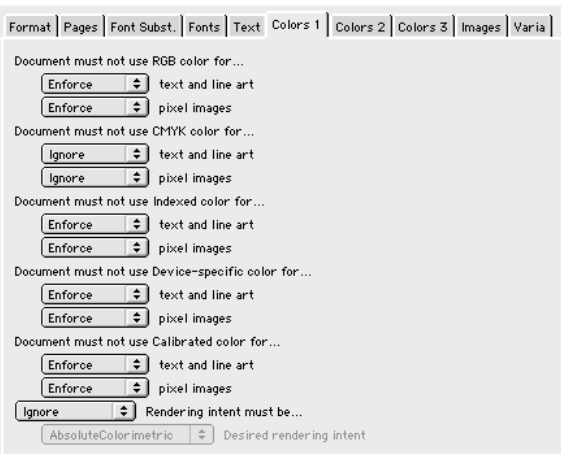 Format Pages Font Subst. Fonts Text Colors 1 Colors 2 Colors 3 Images Varia
Document must not use RGB color for...
Enforce text and line art
Enforce pixel images
Document must not use CMYK color for...
Ignore text and line art
Ignore pixel images
Document must not use Indexed color for...
Enforce text and line art
Enforce pixel images
Document must not use Device-specific color for...
Enforce text and line art
Enforce pixel images
Document must not use Calibrated color for...
Enforce text and line art
Enforce pixel images
Ignore Rendering intent must be...
AbsoluteColorimetric Desired rendering intent